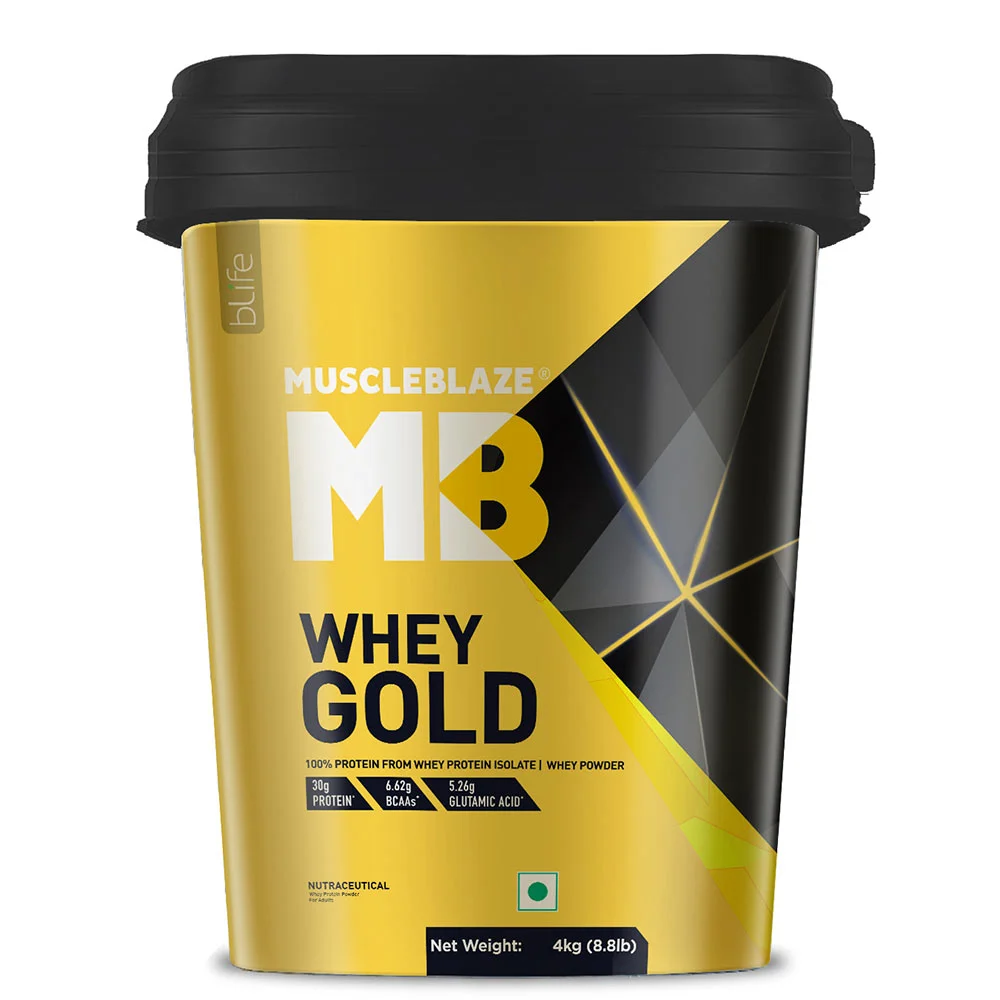 bLife
MUSCLEBLAZE®
MB
WHEY
GOLD
100% PROTEIN FROM WHEY PROTEIN ISOLATE | WHEY POWDER
30g
PROTEIN*
6.62g
BCAAs*
5.26g
GLUTAMIC ACID*
NUTRACEUTICAL
Whey Protein Powder
For Adults
Net Weight: 4kg (8.8lb)